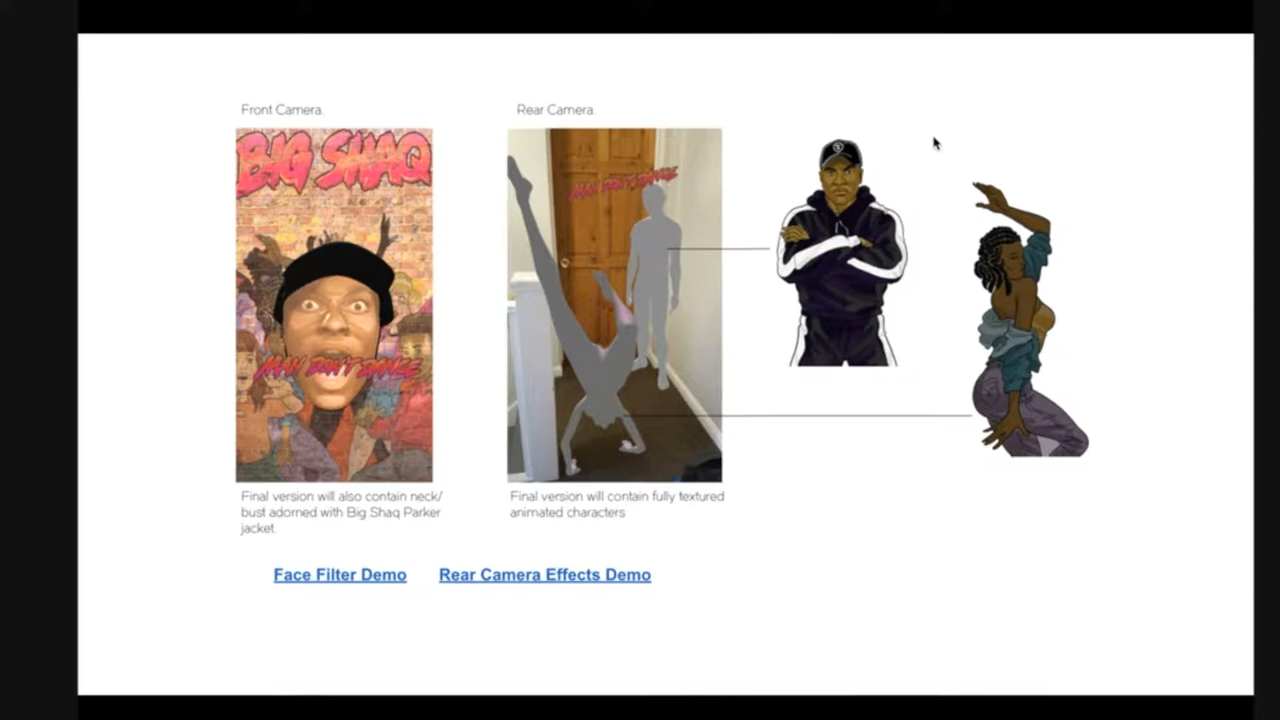 Front Camera.
Rear Camera.
BIG SHAQ
MAN DON'T DANCE
MAN DON'T DANCE
Final version will also contain neck/
bust adorned with Big Shaq Parker
jacket.
Final version will contain fully textured
animated characters
Face Filter Demo
Rear Camera Effects Demo